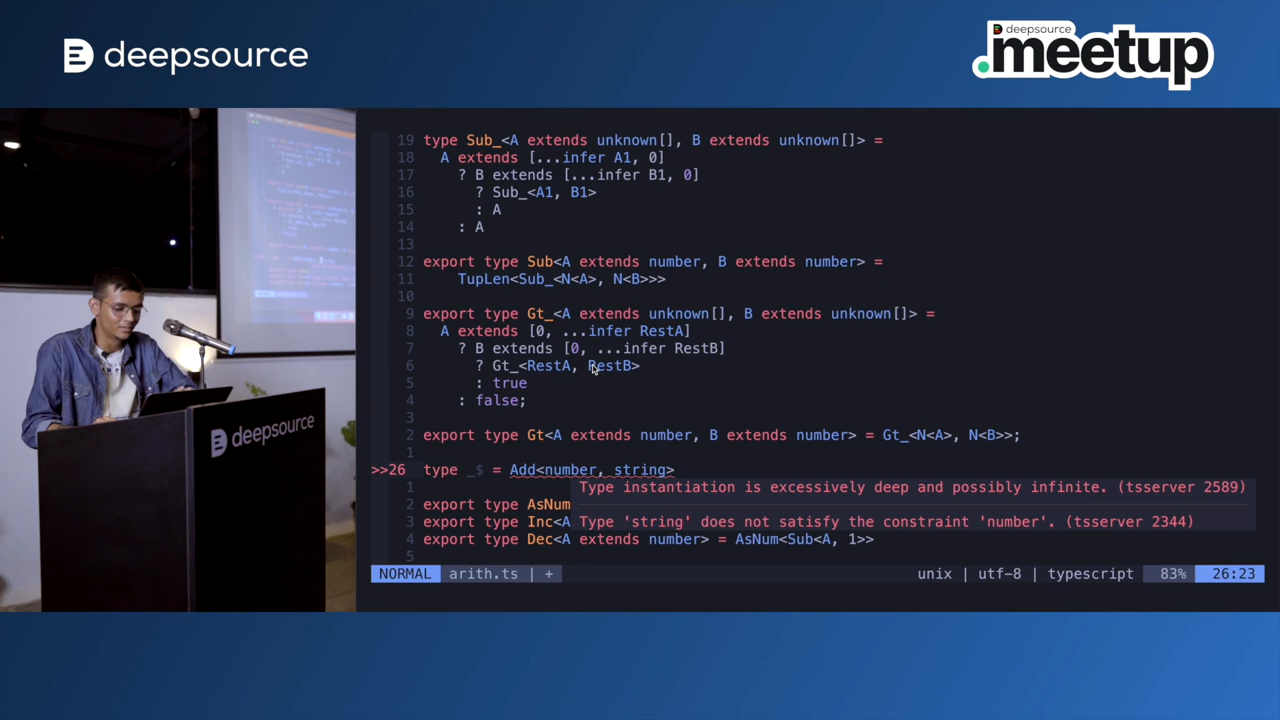 deepsource
deepsource
.meetup
19 type Sub_<A extends unknown[], B extends unknown[]> =
18 A extends [...infer A1, 0]
17 ? B extends [...infer B1, 0]
16 ? Sub_<A1, B1>
15 : A
14 : A
13
12 export type Sub<A extends number, B extends number> =
11 TupLen<Sub_<N<A>, N<B>>>
10
9 export type Gt_<A extends unknown[], B extends unknown[]> =
8 A extends [0, ...infer RestA]
7 ? B extends [0, ...infer RestB]
6 ? Gt_<RestA, RestB>
5 : true
4 : false;
3
2 export type Gt<A extends number, B extends number> = Gt_<N<A>, N<B>>;
1
>>26 type _$ = Add<number, string>
1 Type instantiation is excessively deep and possibly infinite. (tsserver 2589)
2 export type AsNum
3 export type Inc<A Type 'string' does not satisfy the constraint 'number'. (tsserver 2344)
4 export type Dec<A extends number> = AsNum<Sub<A, 1>>
5
NORMAL arith.ts | + unix | utf-8 | typescript 83% 26:23
deepsource